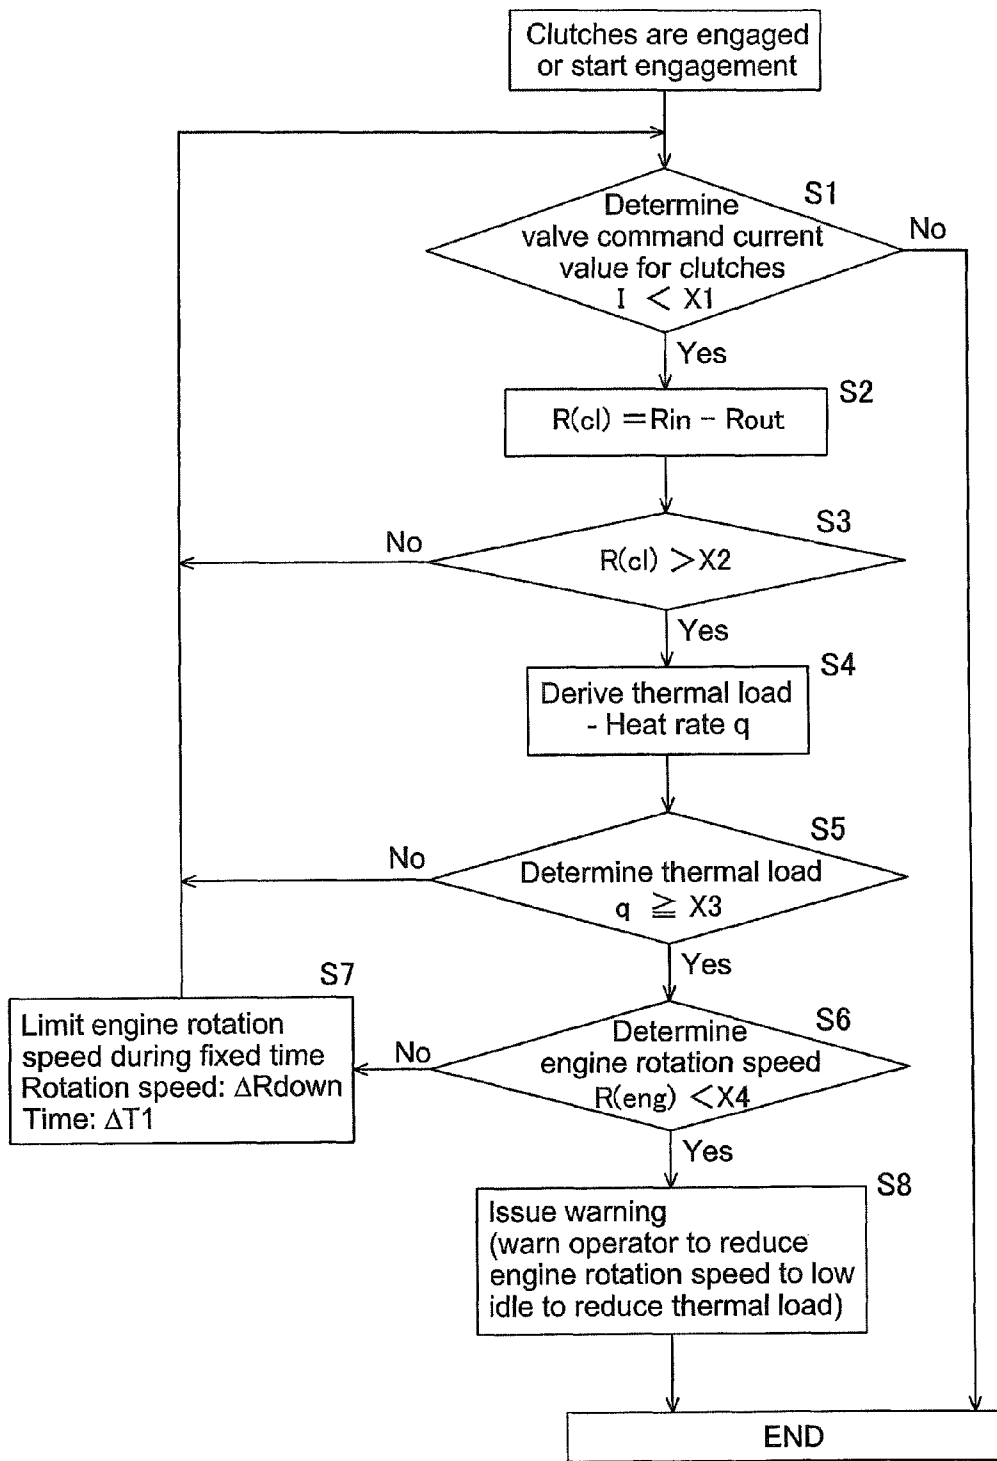 Clutches are engaged
or start engagement
S1
Determine
valve command current
value for clutches
I < X1
No
Yes
S2
R(cl) =Rin - Rout
S3
No
R(cl) >X2
Yes
S4
Derive thermal load
- Heat rate q
S5
No
Determine thermal load
q ≧ X3
Yes
S7
Limit engine rotation
speed during fixed time
Rotation speed: ΔRdown
Time: ΔT1
S6
No
Determine
engine rotation speed
R(eng) <X4
Yes
S8
Issue warning
(warn operator to reduce
engine rotation speed to low
idle to reduce thermal load)
END